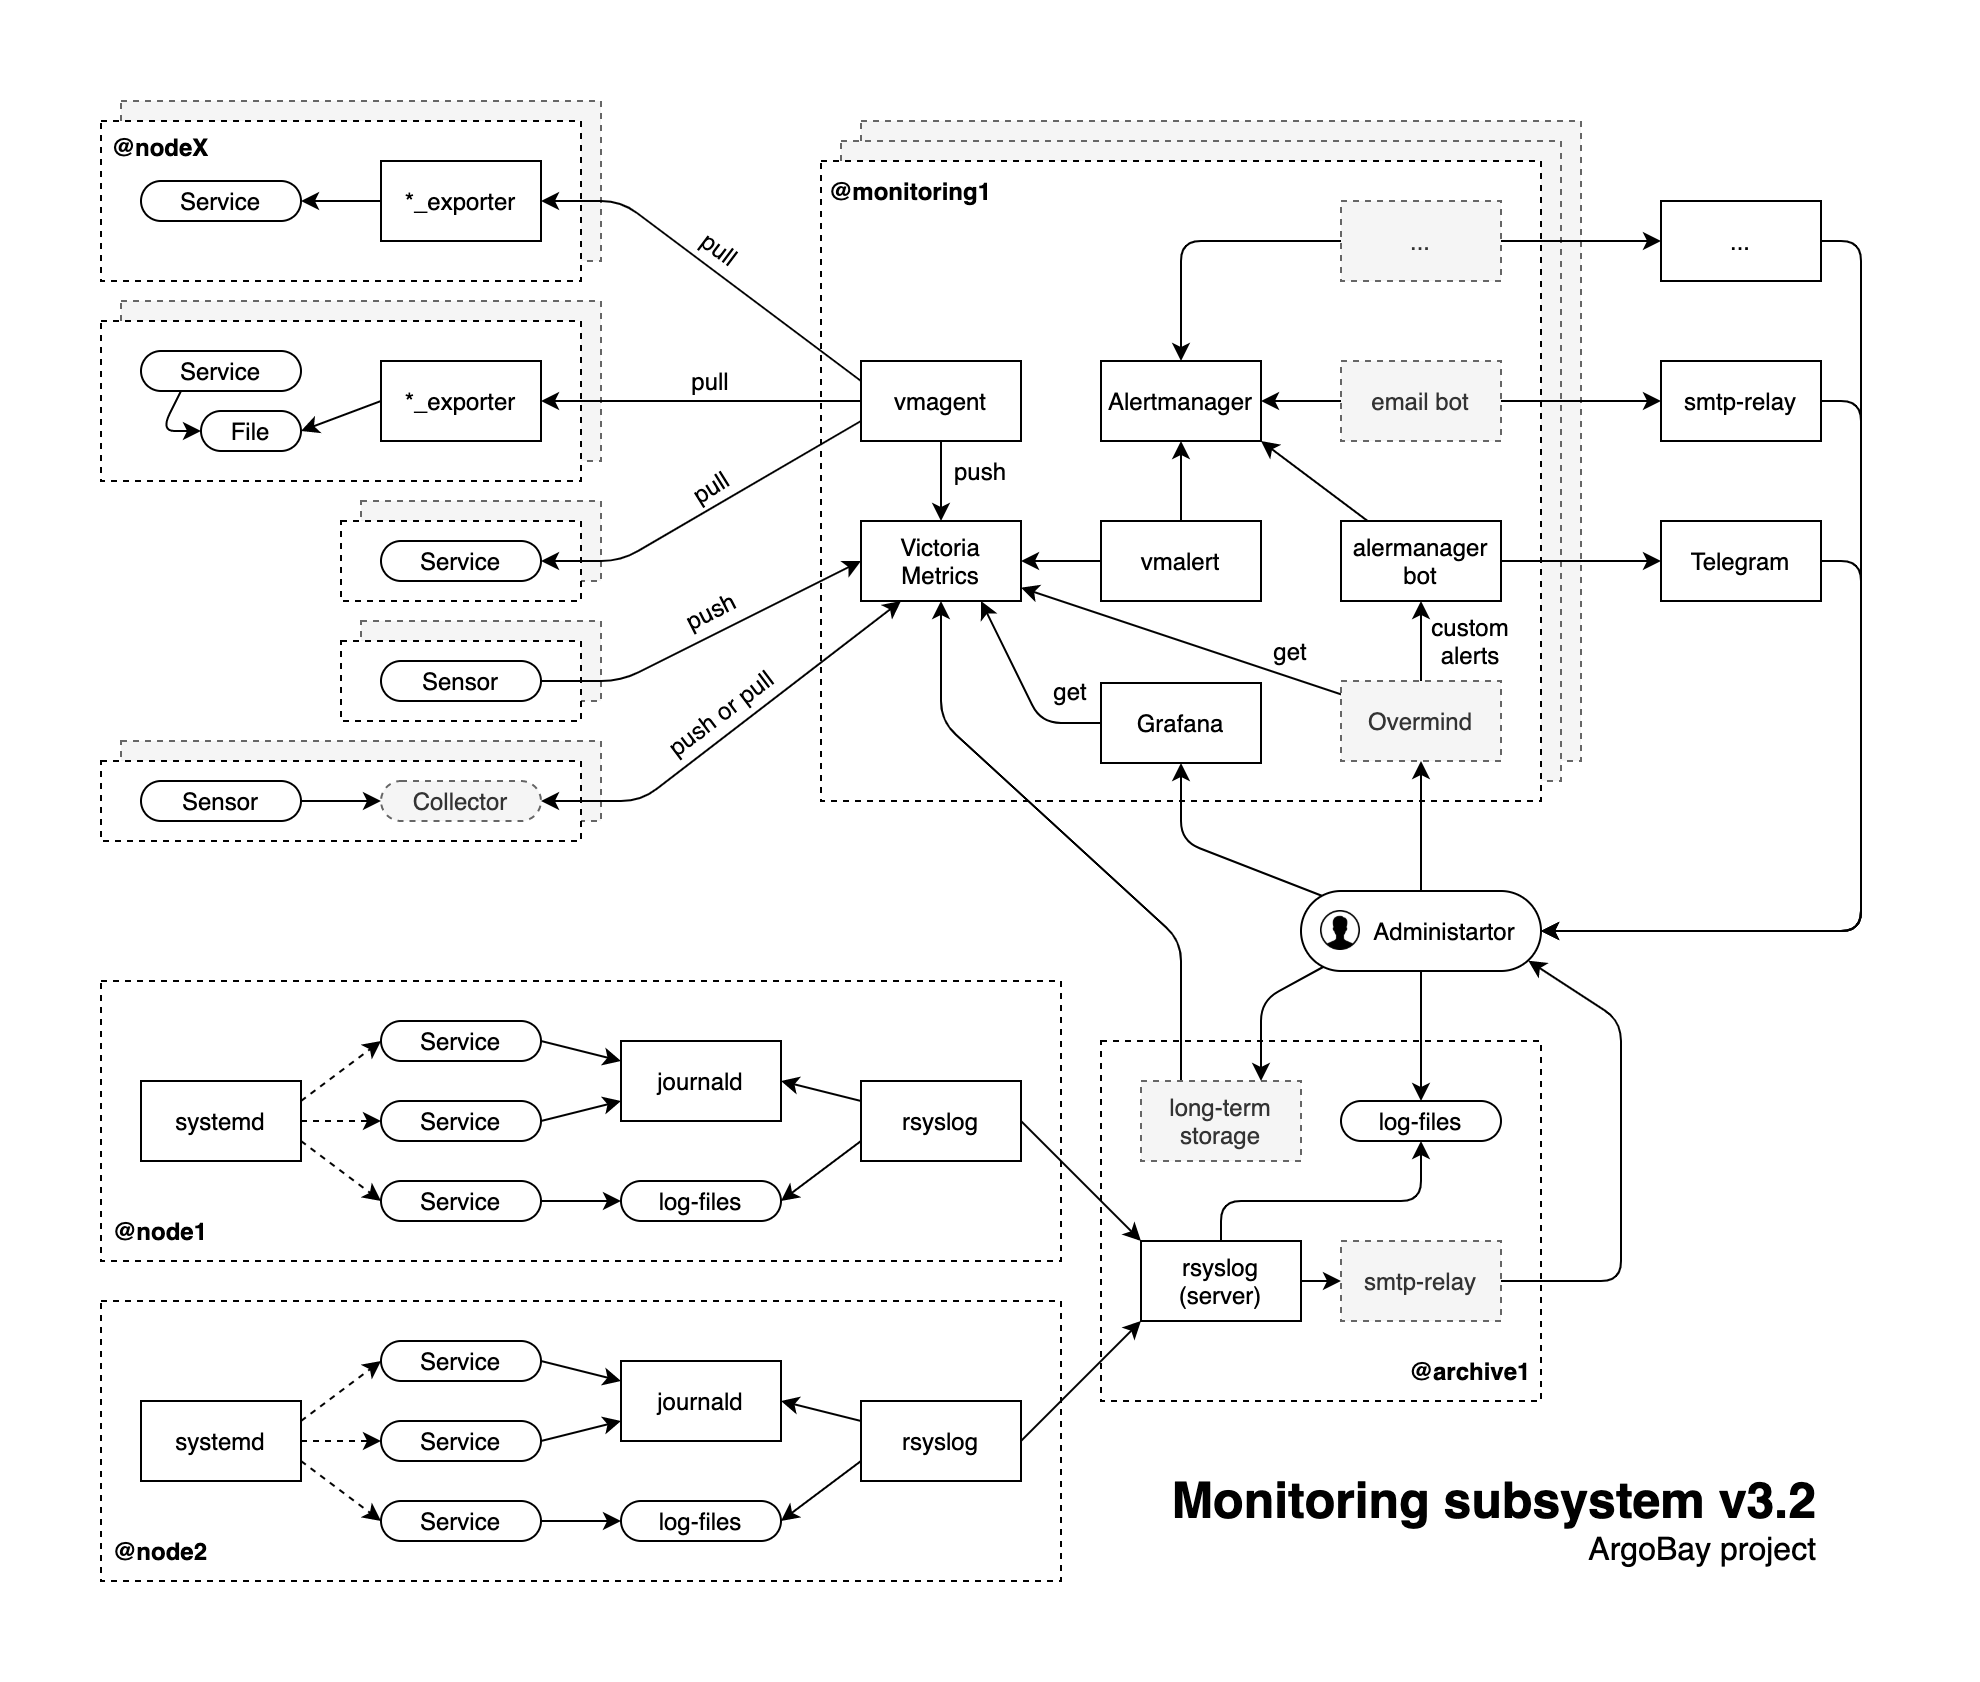 @nodeX
Service
*_exporter
pull
Service
File
*_exporter
pull
Service
pull
Sensor
push
Sensor
Collector
push or pull
@monitoring1
...
...
vmagent
Alertmanager
email bot
smtp-relay
push
Victoria
Metrics
vmalert
alermanager
bot
Telegram
custom
alerts
get
get
Grafana
Overmind
Administartor
systemd
Service
Service
Service
journald
log-files
rsyslog
@node1
long-term
storage
log-files
rsyslog
(server)
smtp-relay
@archive1
systemd
Service
Service
Service
journald
log-files
rsyslog
@node2
Monitoring subsystem v3.2
ArgoBay project